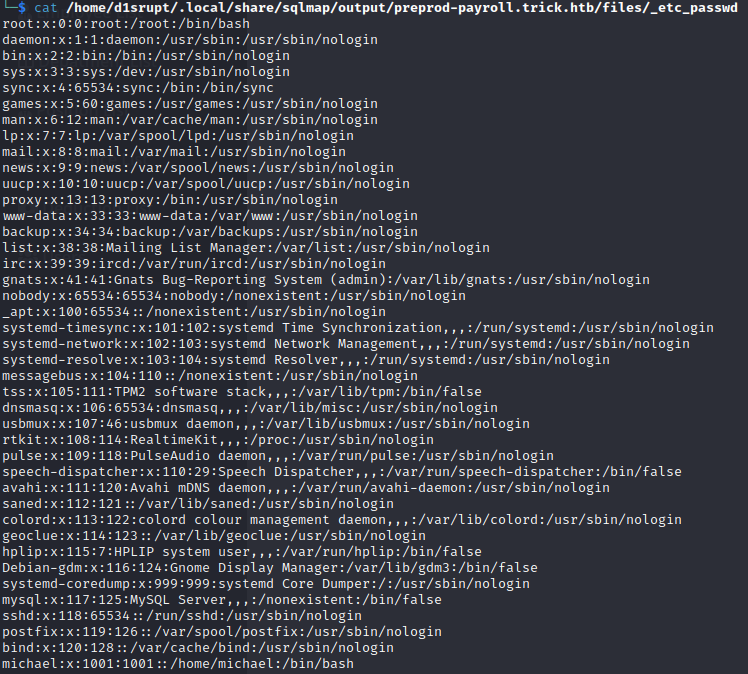 └─$ cat /home/d1srupt/.local/share/sqlmap/output/preprod-payroll.trick.htb/files/_etc_passwd
root:x:0:0:root:/root:/bin/bash
daemon:x:1:1:daemon:/usr/sbin:/usr/sbin/nologin
bin:x:2:2:bin:/bin:/usr/sbin/nologin
sys:x:3:3:sys:/dev:/usr/sbin/nologin
sync:x:4:65534:sync:/bin:/bin/sync
games:x:5:60:games:/usr/games:/usr/sbin/nologin
man:x:6:12:man:/var/cache/man:/usr/sbin/nologin
lp:x:7:7:lp:/var/spool/lpd:/usr/sbin/nologin
mail:x:8:8:mail:/var/mail:/usr/sbin/nologin
news:x:9:9:news:/var/spool/news:/usr/sbin/nologin
uucp:x:10:10:uucp:/var/spool/uucp:/usr/sbin/nologin
proxy:x:13:13:proxy:/bin:/usr/sbin/nologin
www-data:x:33:33:www-data:/var/www:/usr/sbin/nologin
backup:x:34:34:backup:/var/backups:/usr/sbin/nologin
list:x:38:38:Mailing List Manager:/var/list:/usr/sbin/nologin
irc:x:39:39:ircd:/var/run/ircd:/usr/sbin/nologin
gnats:x:41:41:Gnats Bug-Reporting System (admin):/var/lib/gnats:/usr/sbin/nologin
nobody:x:65534:65534:nobody:/nonexistent:/usr/sbin/nologin
_apt:x:100:65534::/nonexistent:/usr/sbin/nologin
systemd-timesync:x:101:102:systemd Time Synchronization,,,:/run/systemd:/usr/sbin/nologin
systemd-network:x:102:103:systemd Network Management,,,:/run/systemd:/usr/sbin/nologin
systemd-resolve:x:103:104:systemd Resolver,,,:/run/systemd:/usr/sbin/nologin
messagebus:x:104:110::/nonexistent:/usr/sbin/nologin
tss:x:105:111:TPM2 software stack,,,:/var/lib/tpm:/bin/false
dnsmasq:x:106:65534:dnsmasq,,,:/var/lib/misc:/usr/sbin/nologin
usbmux:x:107:46:usbmux daemon,,,:/var/lib/usbmux:/usr/sbin/nologin
rtkit:x:108:114:RealtimeKit,,,:/proc:/usr/sbin/nologin
pulse:x:109:118:PulseAudio daemon,,,:/var/run/pulse:/usr/sbin/nologin
speech-dispatcher:x:110:29:Speech Dispatcher,,,:/var/run/speech-dispatcher:/bin/false
avahi:x:111:120:Avahi mDNS daemon,,,:/var/run/avahi-daemon:/usr/sbin/nologin
saned:x:112:121::/var/lib/saned:/usr/sbin/nologin
colord:x:113:122:colord colour management daemon,,,:/var/lib/colord:/usr/sbin/nologin
geoclue:x:114:123::/var/lib/geoclue:/usr/sbin/nologin
hplip:x:115:7:HPLIP system user,,,:/var/run/hplip:/bin/false
Debian-gdm:x:116:124:Gnome Display Manager:/var/lib/gdm3:/bin/false
systemd-coredump:x:999:999:systemd Core Dumper:/:/usr/sbin/nologin
mysql:x:117:125:MySQL Server,,,:/nonexistent:/bin/false
sshd:x:118:65534::/run/sshd:/usr/sbin/nologin
postfix:x:119:126::/var/spool/postfix:/usr/sbin/nologin
bind:x:120:128::/var/cache/bind:/usr/sbin/nologin
michael:x:1001:1001::/home/michael:/bin/bash